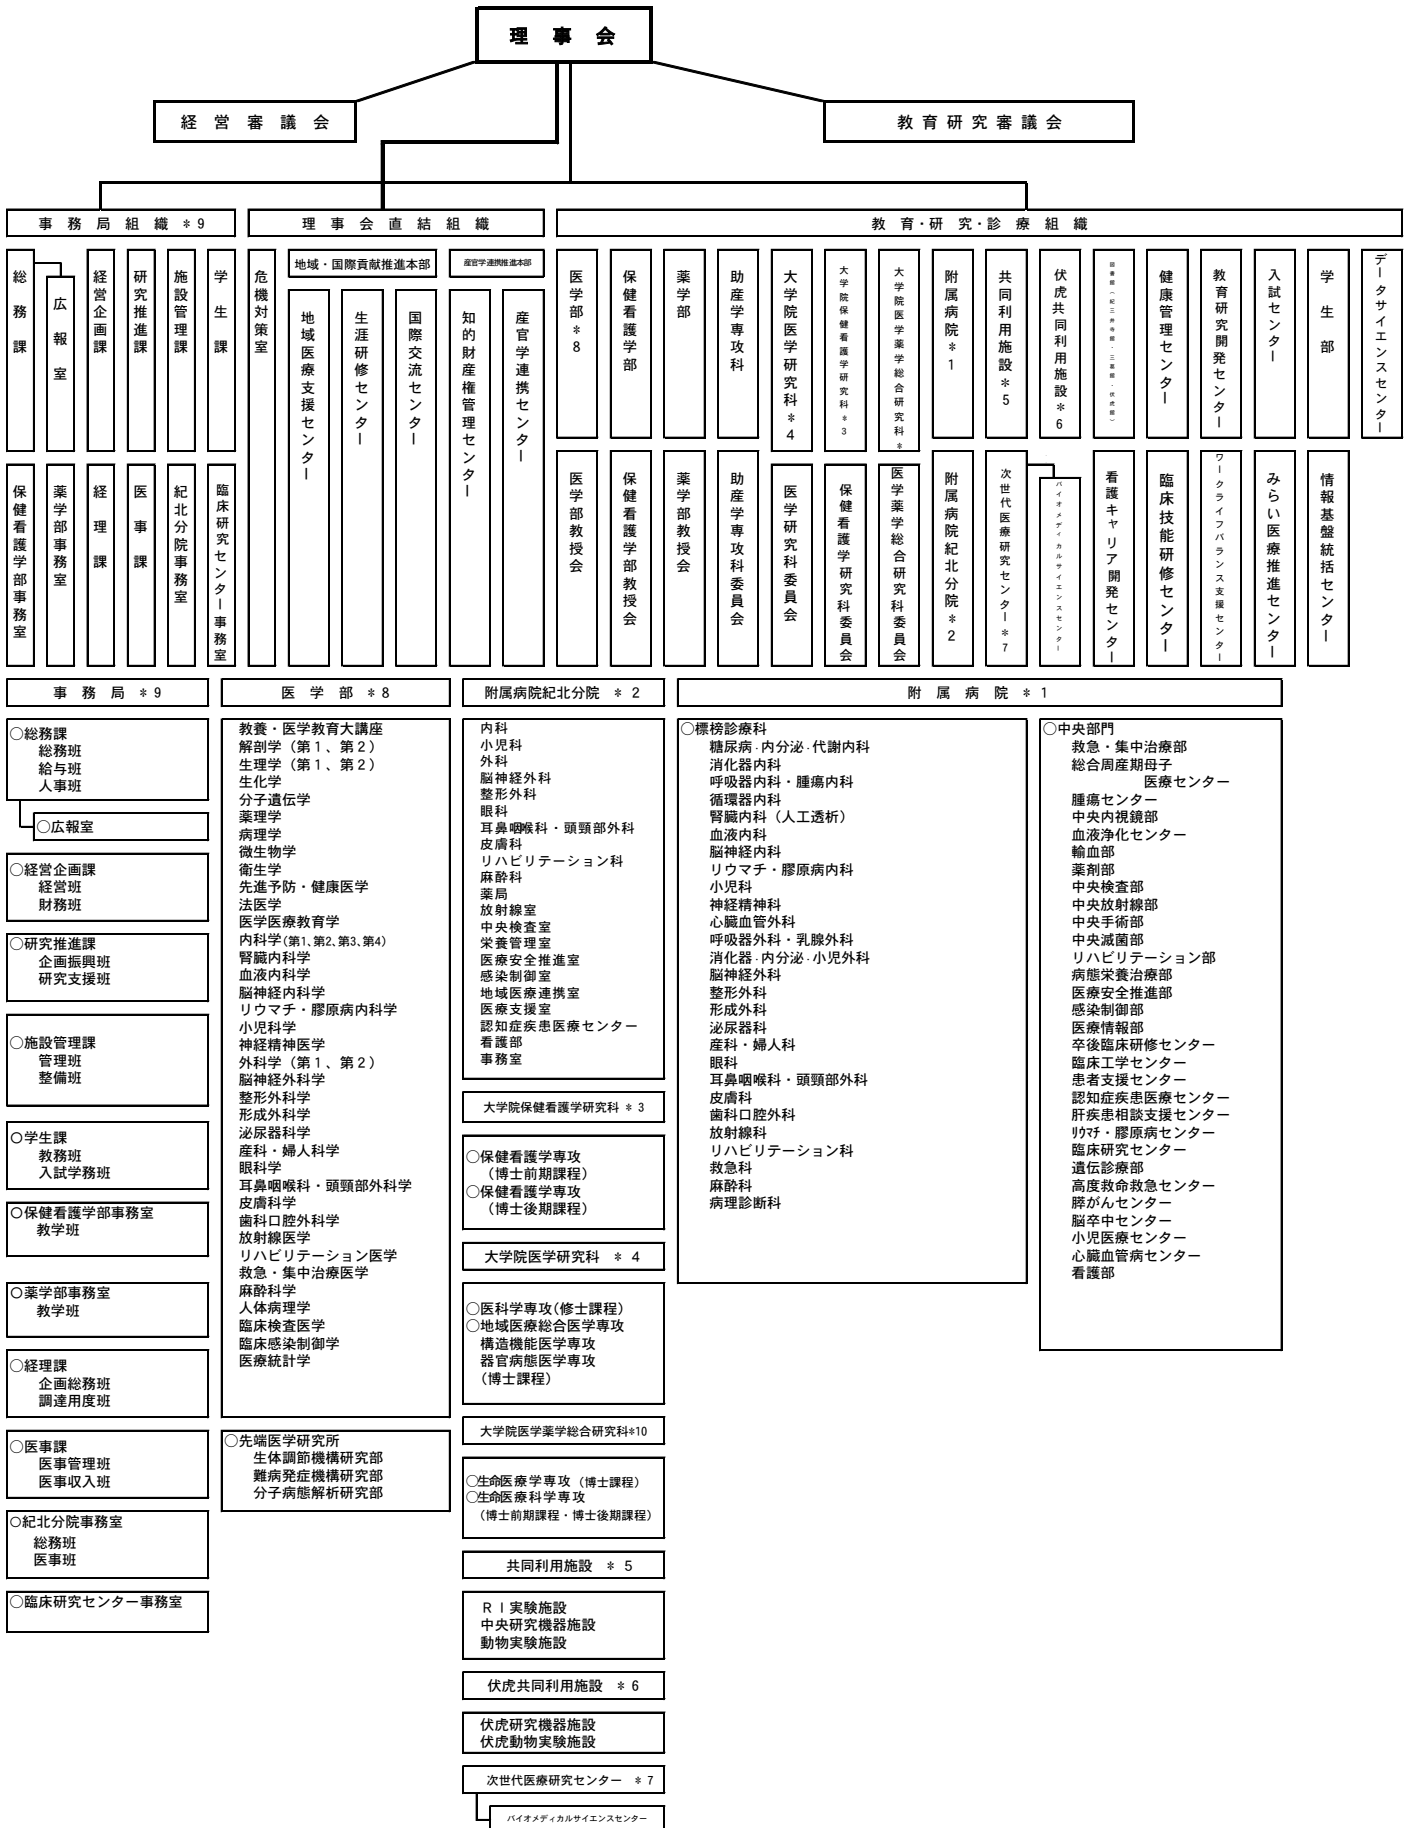 理 事 会
経 営 審 議 会
教 育 研 究 審 議 会
事 務 局 組 織 ＊９
理 事 会 直 結 組 織
教 育・研 究・診 療 組 織
総務課
広報室
経営企画課
研究推進課
施設管理課
学生課
危機対策室
地域・国際貢献推進本部
産官学連携推進本部
地域医療支援センター
生涯研修センター
国際交流センター
知的財産権管理センター
産官学連携センター
医学部＊8
保健看護学部
薬学部
助産学専攻科
大学院医学研究科＊4
大学院保健看護学研究科＊3
大学院医学薬学総合研究科＊
附属病院＊1
共同利用施設＊5
伏虎共同利用施設＊6
図書館（紀三井寺館・三葛館・伏虎館）
健康管理センター
教育研究開発センター
入試センター
学生部
データサイエンスセンター
保健看護学部事務室
薬学部事務室
経理課
医事課
紀北分院事務室
臨床研究センター事務室
医学部教授会
保健看護学部教授会
薬学部教授会
助産学専攻科委員会
医学研究科委員会
保健看護学研究科委員会
医学薬学総合研究科委員会
附属病院紀北分院＊2
次世代医療研究センター＊7
バイオメディカルサイエンスセンター
看護キャリア開発センター
臨床技能研修センター
ワークライフバランス支援センター
みらい医療推進センター
情報基盤統括センター
事 務 局 ＊９
○総務課
総務班
給与班
人事班
○広報室
○経営企画課
経営班
財務班
○研究推進課
企画振興班
研究支援班
○施設管理課
管理班
整備班
○学生課
教務班
入試学務班
○保健看護学部事務室
教学班
○薬学部事務室
教学班
○経理課
企画総務班
調達用度班
○医事課
医事管理班
医事収入班
○紀北分院事務室
総務班
医事班
○臨床研究センター事務室
医 学 部 ＊８
教養・医学教育大講座
解剖学（第１、第２）
生理学（第１、第２）
生化学
分子遺伝学
薬理学
病理学
微生物学
衛生学
先進予防・健康医学
法医学
医学医療教育学
内科学（第1、第2、第3、第4）
腎臓内科学
血液内科学
脳神経内科学
リウマチ・膠原病内科学
小児科学
神経精神医学
外科学（第１、第２）
脳神経外科学
整形外科学
形成外科学
泌尿器科学
産科・婦人科学
眼科学
耳鼻咽喉科・頭頸部外科学
皮膚科学
歯科口腔外科学
放射線医学
リハビリテーション医学
救急・集中治療医学
麻酔科学
人体病理学
臨床検査医学
臨床感染制御学
医療統計学
○先端医学研究所
生体調節機構研究部
難病発症機構研究部
分子病態解析研究部
附属病院紀北分院 ＊ 2
内科
小児科
外科
脳神経外科
整形外科
眼科
耳鼻咽喉科・頭頸部外科
皮膚科
リハビリテーション科
麻酔科
薬局
放射線室
中央検査室
栄養管理室
医療安全推進室
感染制御室
地域医療連携室
医療支援室
認知症疾患医療センター
看護部
事務室
大学院保健看護学研究科 ＊ 3
○保健看護学専攻
（博士前期課程）
○保健看護学専攻
（博士後期課程）
大学院医学研究科 ＊ 4
○医科学専攻（修士課程）
○地域医療総合医学専攻
構造機能医学専攻
器官病態医学専攻
（博士課程）
大学院医学薬学総合研究科＊10
○生命医療学専攻（博士課程）
○生命医療科学専攻
（博士前期課程・博士後期課程）
共同利用施設 ＊ 5
ＲＩ実験施設
中央研究機器施設
動物実験施設
伏虎共同利用施設 ＊ 6
伏虎研究機器施設
伏虎動物実験施設
次世代医療研究センター ＊ 7
バイオメディカルサイエンスセンター
附 属 病 院 ＊ 1
○標榜診療科
糖尿病・内分泌・代謝内科
消化器内科
呼吸器内科・腫瘍内科
循環器内科
腎臓内科（人工透析）
血液内科
脳神経内科
リウマチ・膠原病内科
小児科
神経精神科
心臓血管外科
呼吸器外科・乳腺外科
消化器・内分泌・小児外科
脳神経外科
整形外科
形成外科
泌尿器科
産科・婦人科
眼科
耳鼻咽喉科・頭頸部外科
皮膚科
歯科口腔外科
放射線科
リハビリテーション科
救急科
麻酔科
病理診断科
○中央部門
救急・集中治療部
総合周産期母子
医療センター
腫瘍センター
中央内視鏡部
血液浄化センター
輸血部
薬剤部
中央検査部
中央放射線部
中央手術部
中央滅菌部
リハビリテーション部
病態栄養治療部
医療安全推進部
感染制御部
医療情報部
卒後臨床研修センター
臨床工学センター
患者支援センター
認知症疾患医療センター
肝疾患相談支援センター
ﾘｳﾏﾁ・膠原病センター
臨床研究センター
遺伝診療部
高度救命救急センター
膵がんセンター
脳卒中センター
小児医療センター
心臓血管病センター
看護部